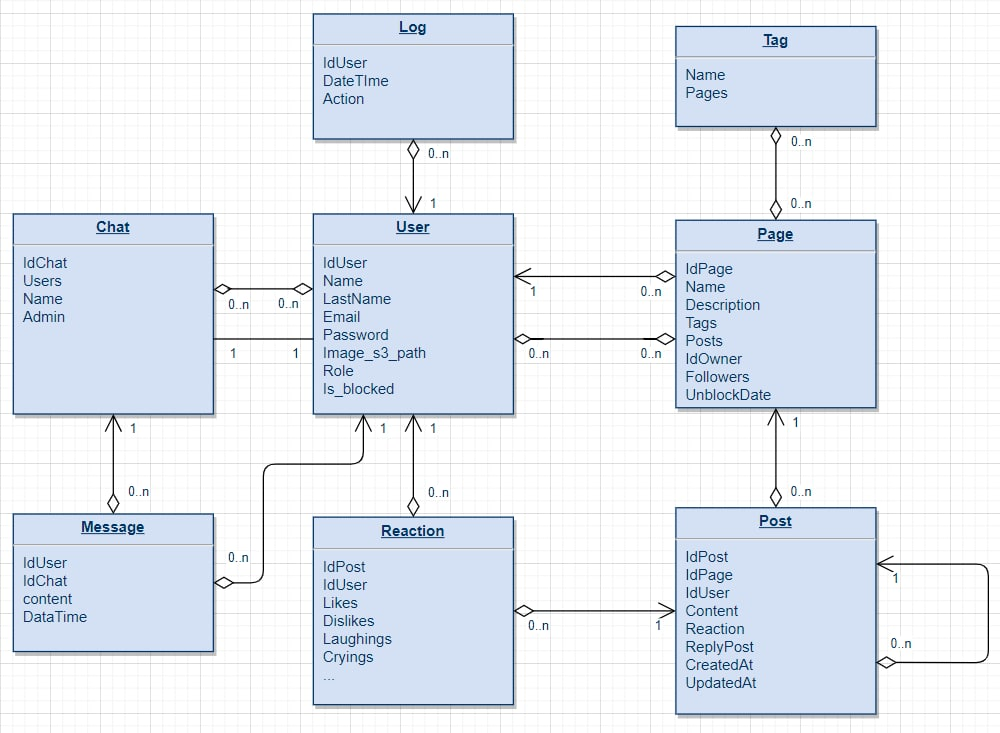 Log
IdUser
DateTIme
Action
0..n
1
Tag
Name
Pages
0..n
0..n
Chat
IdChat
Users
Name
Admin
0..n
0..n
1
1
User
IdUser
Name
LastName
Email
Password
Image_s3_path
Role
Is_blocked
1
0..n
0..n
0..n
Page
IdPage
Name
Description
Tags
Posts
IdOwner
Followers
UnblockDate
1
0..n
1
1
1
0..n
0..n
Message
IdUser
IdChat
content
DataTime
0..n
Reaction
IdPost
IdUser
Likes
Dislikes
Laughings
Cryings
...
0..n
1
Post
IdPost
IdPage
IdUser
Content
Reaction
ReplyPost
CreatedAt
UpdatedAt
1
0..n